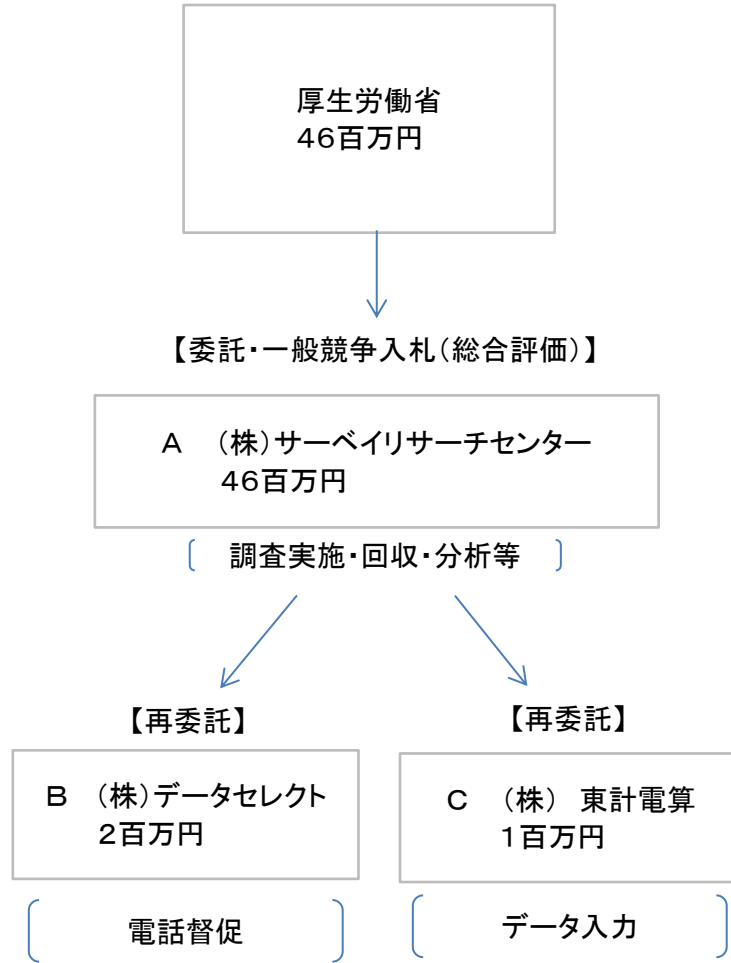 厚生労働省
46百万円
【委託・一般競争入札（総合評価）】
A （株）サーベイリサーチセンター
46百万円
調査実施・回収・分析等
【再委託】
【再委託】
B （株）データセレクト
2百万円
C （株） 東計電算
1百万円
電話督促
データ入力